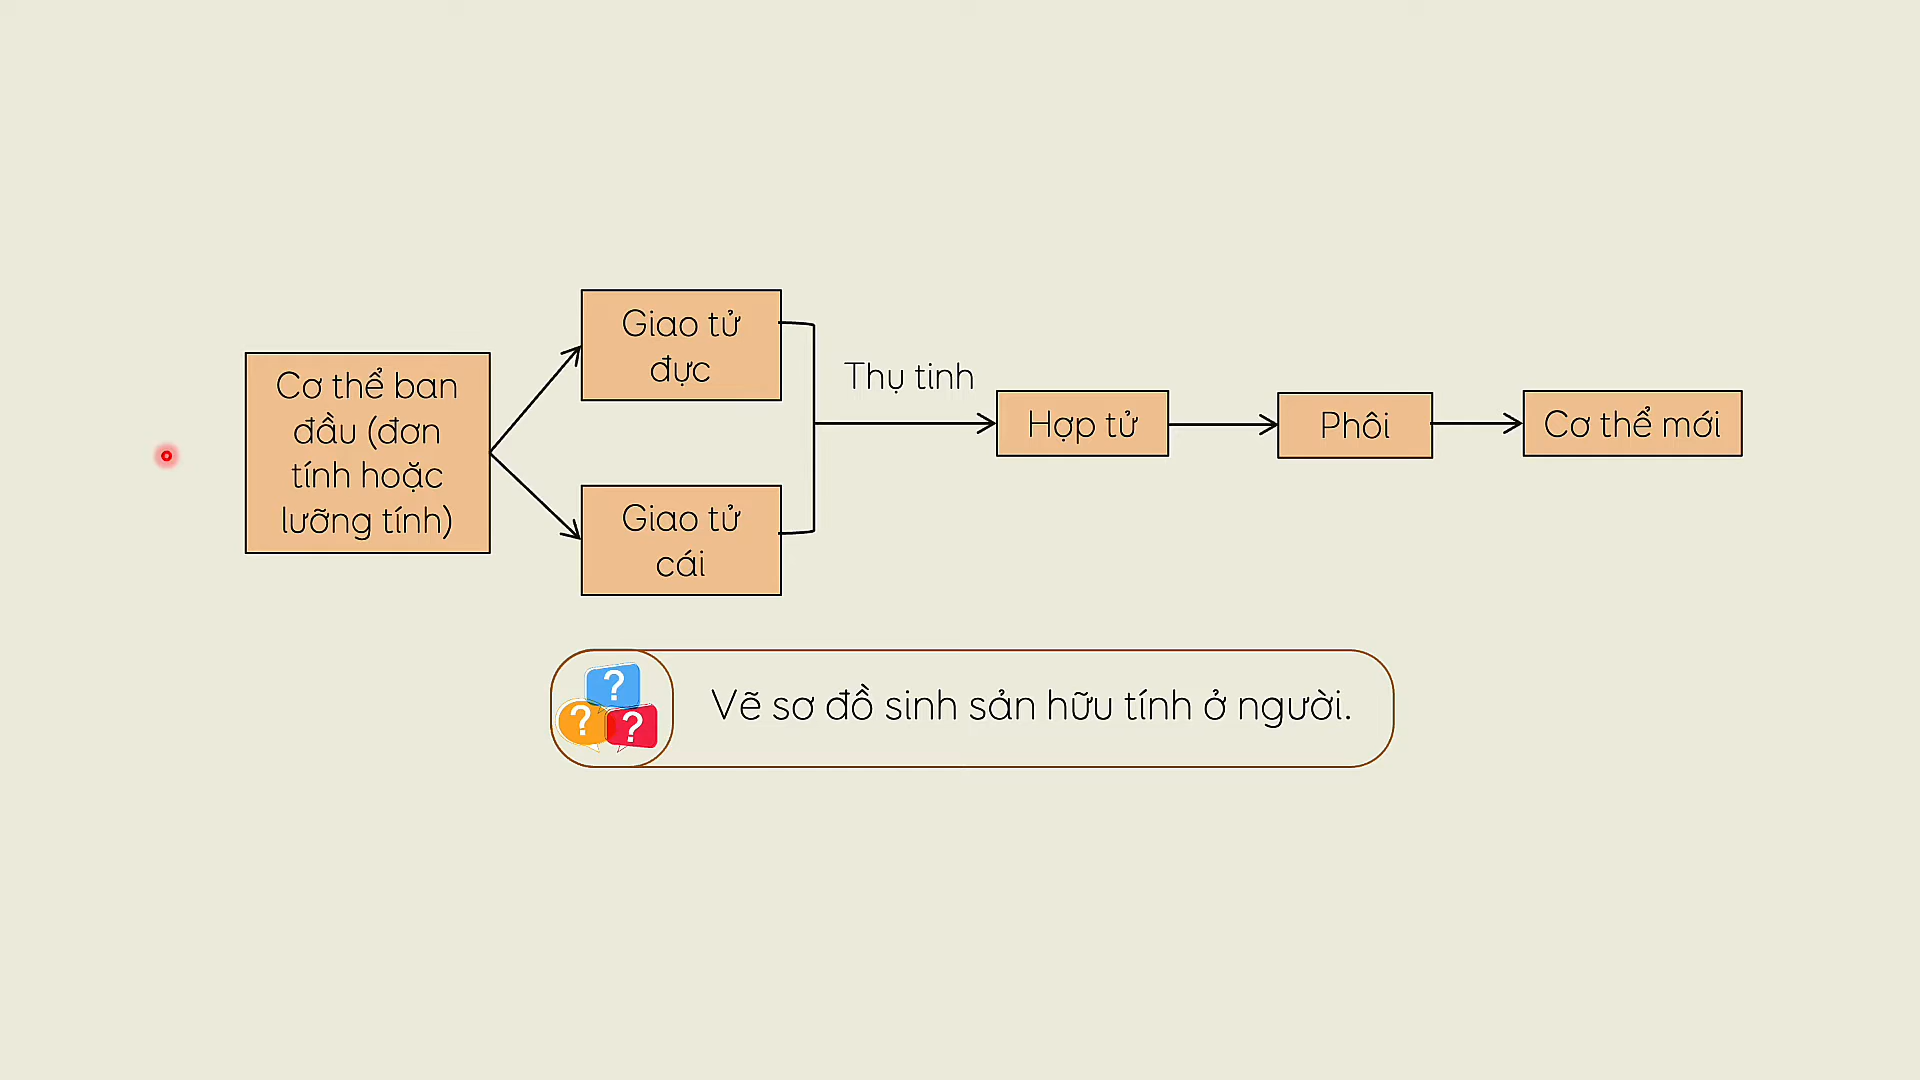 Cơ thể ban
đầu (đơn
tính hoặc
lưỡng tính)
Giao tử
đực
Giao tử
cái
Thụ tinh
Hợp tử
Phôi
Cơ thể mới
?
?
?
Vẽ sơ đồ sinh sản hữu tính ở người.